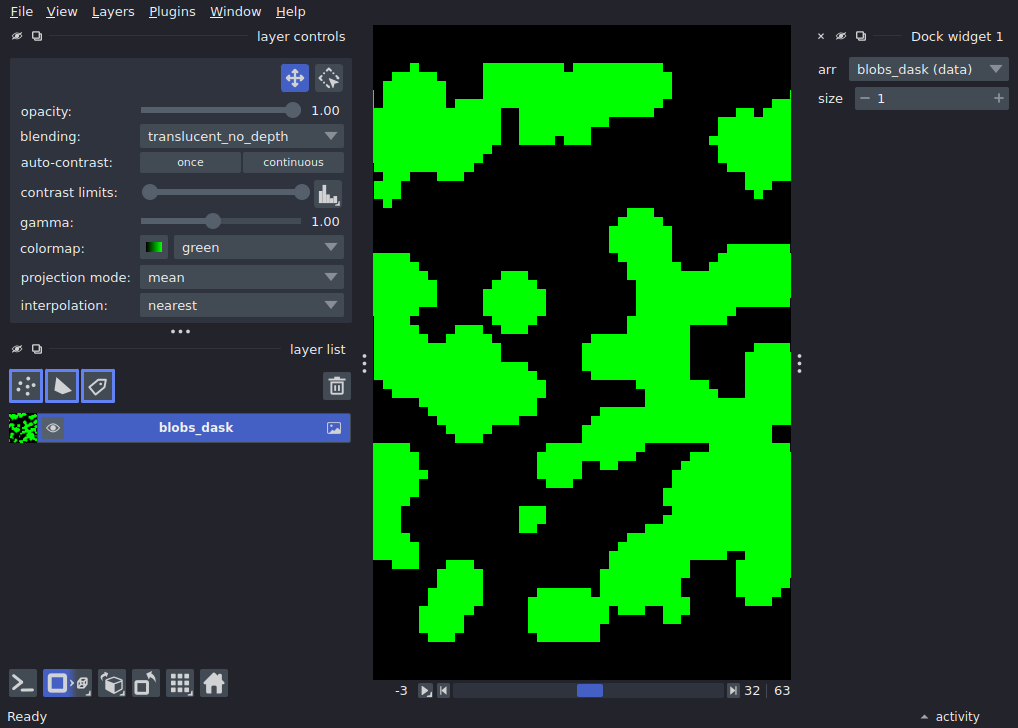 File View Layers Plugins Window Help
layer controls
opacity: 1.00
blending: translucent_no_depth
auto-contrast: once continuous
contrast limits:
gamma: 1.00
colormap: green
projection mode: mean
interpolation: nearest
layer list
blobs_dask
-3 32 63
Dock widget 1
arr blobs_dask (data)
size 1
Ready
activity